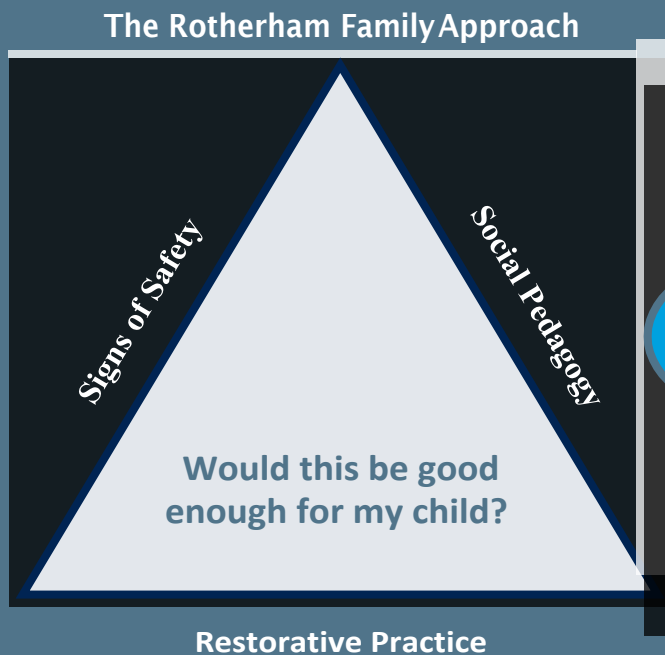 The Rotherham Family Approach
Signs of Safety
Social Pedagogy
Would this be good
enough for my child?
Restorative Practice